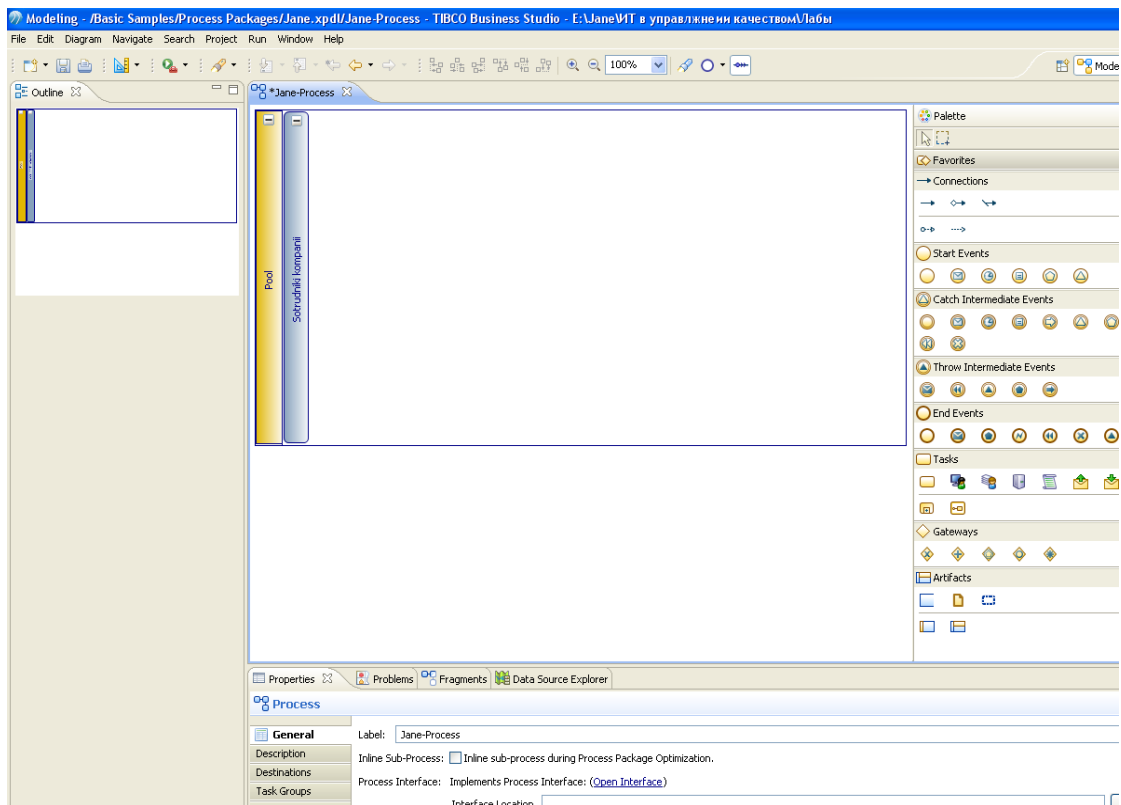 Modeling - /Basic Samples/Process Packages/Jane.xpdl/Jane-Process - TIBCO Business Studio - E:\Jane\ИТ в управлжнеии качеством\Лабы
File Edit Diagram Navigate Search Project Run Window Help
100%
Mode
Outline
*Jane-Process
Pool
Sotrudniki kompanii
Palette
Favorites
Connections
Start Events
Catch Intermediate Events
Throw Intermediate Events
End Events
Tasks
Gateways
Artifacts
Properties Problems Fragments Data Source Explorer
Process
General
Description
Destinations
Task Groups
Label: Jane-Process
Inline Sub-Process: Inline sub-process during Process Package Optimization.
Process Interface: Implements Process Interface: (Open Interface)
Interface Location